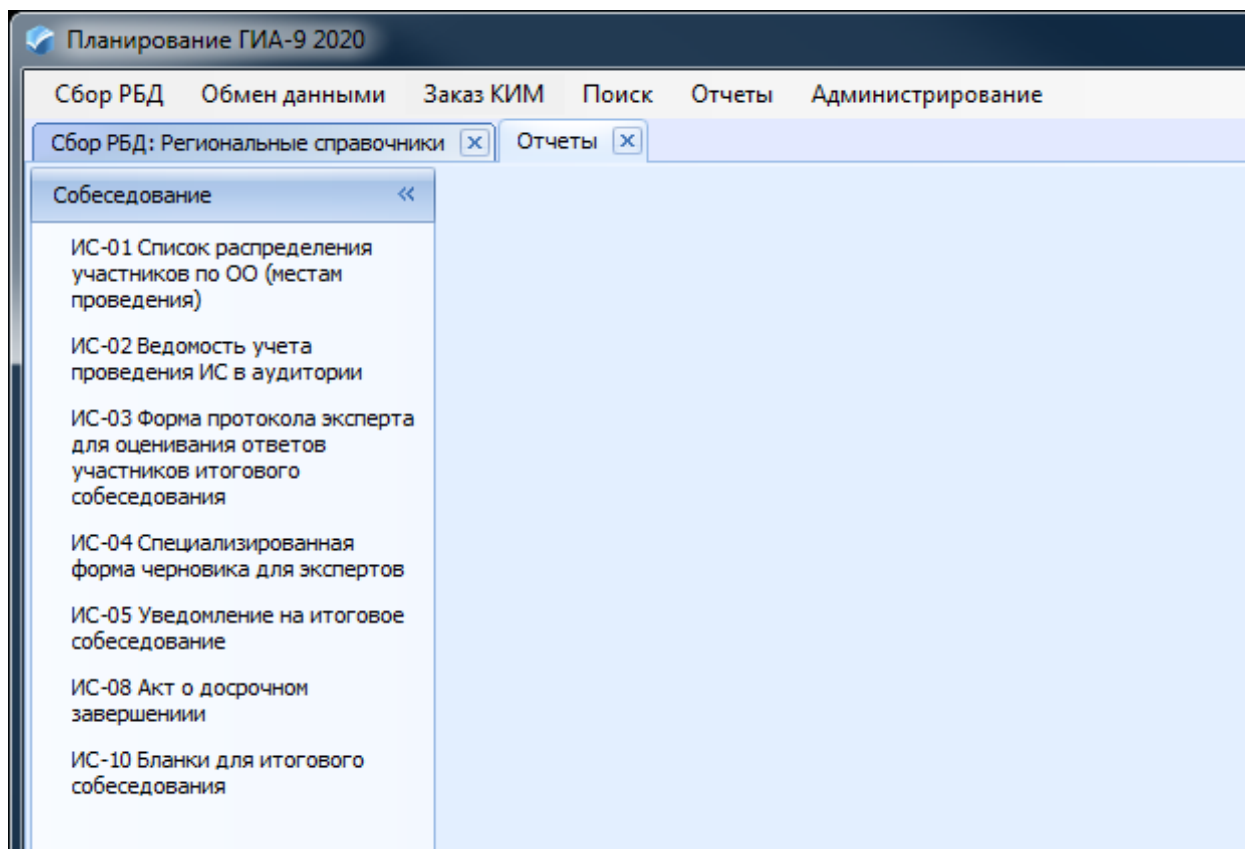 Планирование ГИА-9 2020
Сбор РБД Обмен данными Заказ КИМ Поиск Отчеты Администрирование
Сбор РБД: Региональные справочники Отчеты
Собеседование
ИС-01 Список распределения
участников по ОО (местам
проведения)
ИС-02 Ведомость учета
проведения ИС в аудитории
ИС-03 Форма протокола эксперта
для оценивания ответов
участников итогового
собеседования
ИС-04 Специализированная
форма черновика для экспертов
ИС-05 Уведомление на итоговое
собеседование
ИС-08 Акт о досрочном
завершениии
ИС-10 Бланки для итогового
собеседования